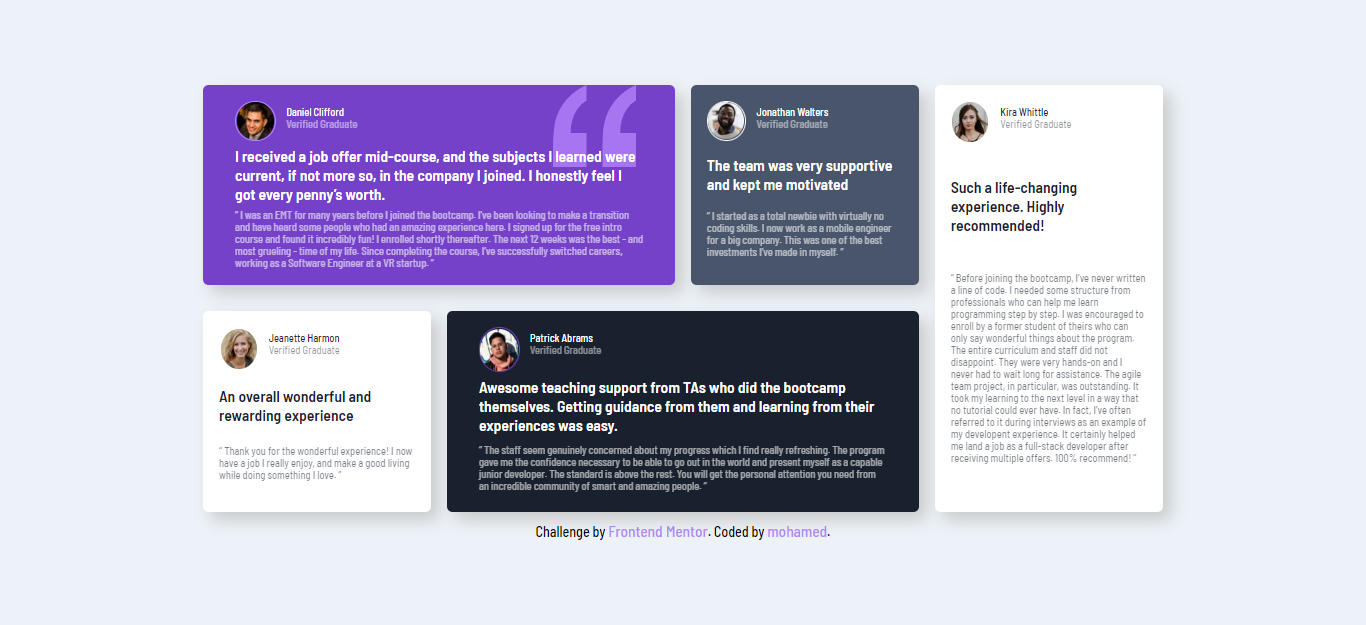 Daniel Clifford
Verified Graduate
I received a job offer mid-course, and the subjects I learned were
current, if not more so, in the company I joined. I honestly feel I
got every penny’s worth.
“ I was an EMT for many years before I joined the bootcamp. I’ve been looking to make a transition
and have heard some people who had an amazing experience here. I signed up for the free intro
course and found it incredibly fun! I enrolled shortly thereafter. The next 12 weeks was the best - and
most grueling - time of my life. Since completing the course, I’ve successfully switched careers,
working as a Software Engineer at a VR startup. ”
Jonathan Walters
Verified Graduate
The team was very supportive
and kept me motivated
“ I started as a total newbie with virtually no
coding skills. I now work as a mobile engineer
for a big company. This was one of the best
investments I’ve made in myself. ”
Kira Whittle
Verified Graduate
Such a life-changing
experience. Highly
recommended!
“ Before joining the bootcamp, I’ve never written
a line of code. I needed some structure from
professionals who can help me learn
programming step by step. I was encouraged to
enroll by a former student of theirs who can
only say wonderful things about the program.
The entire curriculum and staff did not
disappoint. They were very hands-on and I
never had to wait long for assistance. The agile
team project, in particular, was outstanding. It
took my learning to the next level in a way that
no tutorial could ever have. In fact, I’ve often
referred to it during interviews as an example of
my developent experience. It certainly helped
me land a job as a full-stack developer after
receiving multiple offers. 100% recommend! ”
Jeanette Harmon
Verified Graduate
An overall wonderful and
rewarding experience
“ Thank you for the wonderful experience! I now
have a job I really enjoy, and make a good living
while doing something I love. ”
Patrick Abrams
Verified Graduate
Awesome teaching support from TAs who did the bootcamp
themselves. Getting guidance from them and learning from their
experiences was easy.
“ The staff seem genuinely concerned about my progress which I find really refreshing. The program
gave me the confidence necessary to be able to go out in the world and present myself as a capable
junior developer. The standard is above the rest. You will get the personal attention you need from
an incredible community of smart and amazing people. ”
Challenge by Frontend Mentor. Coded by mohamed.